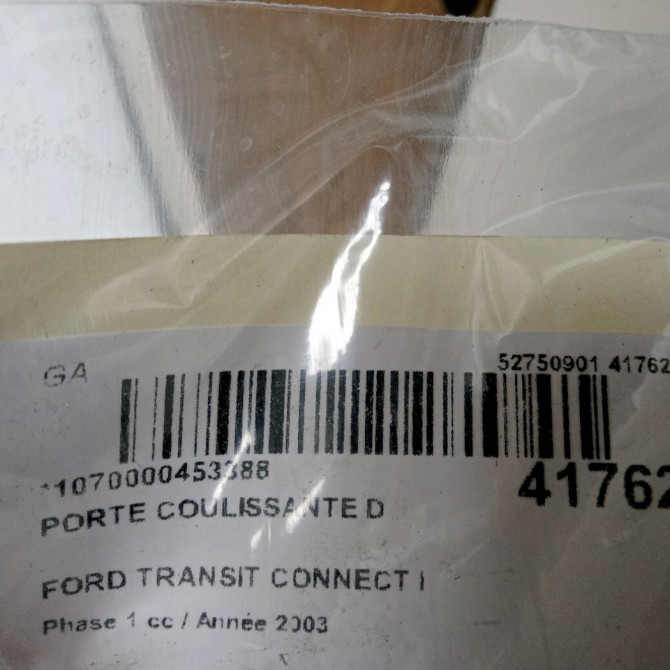 GA
52750901 41762
*1070000453388
41762
PORTE COULISSANTE D
FORD TRANSIT CONNECT I
Phase 1 cc / Année 2003